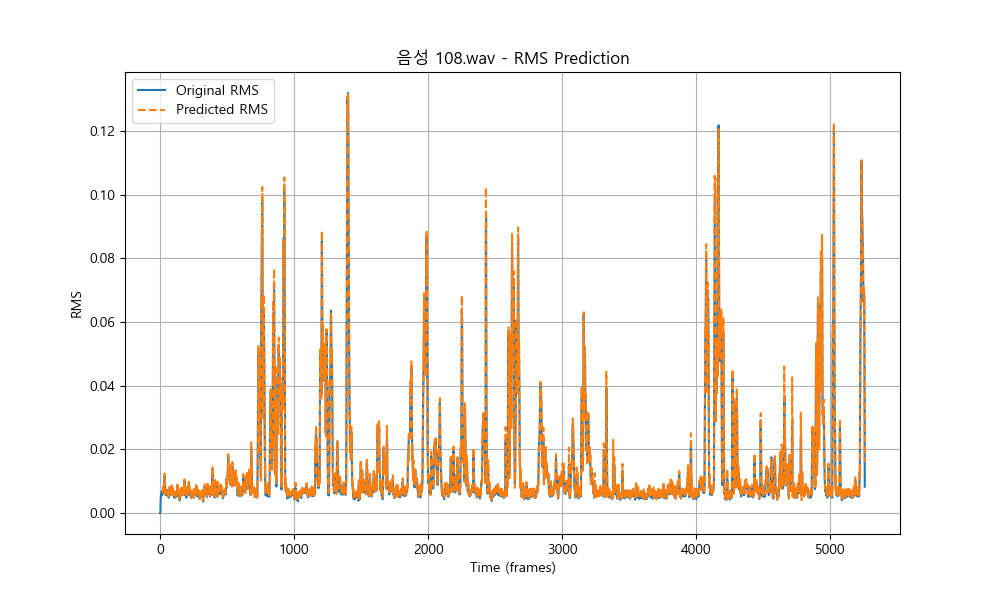 음성 108.wav - RMS Prediction
Original RMS
Predicted RMS
RMS
0.12
0.10
0.08
0.06
0.04
0.02
0.00
0 1000 2000 3000 4000 5000
Time (frames)